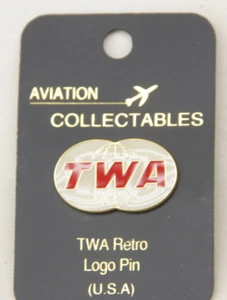 AVIATION
COLLECTABLES
TWA
TWA Retro
Logo Pin
(U.S.A)